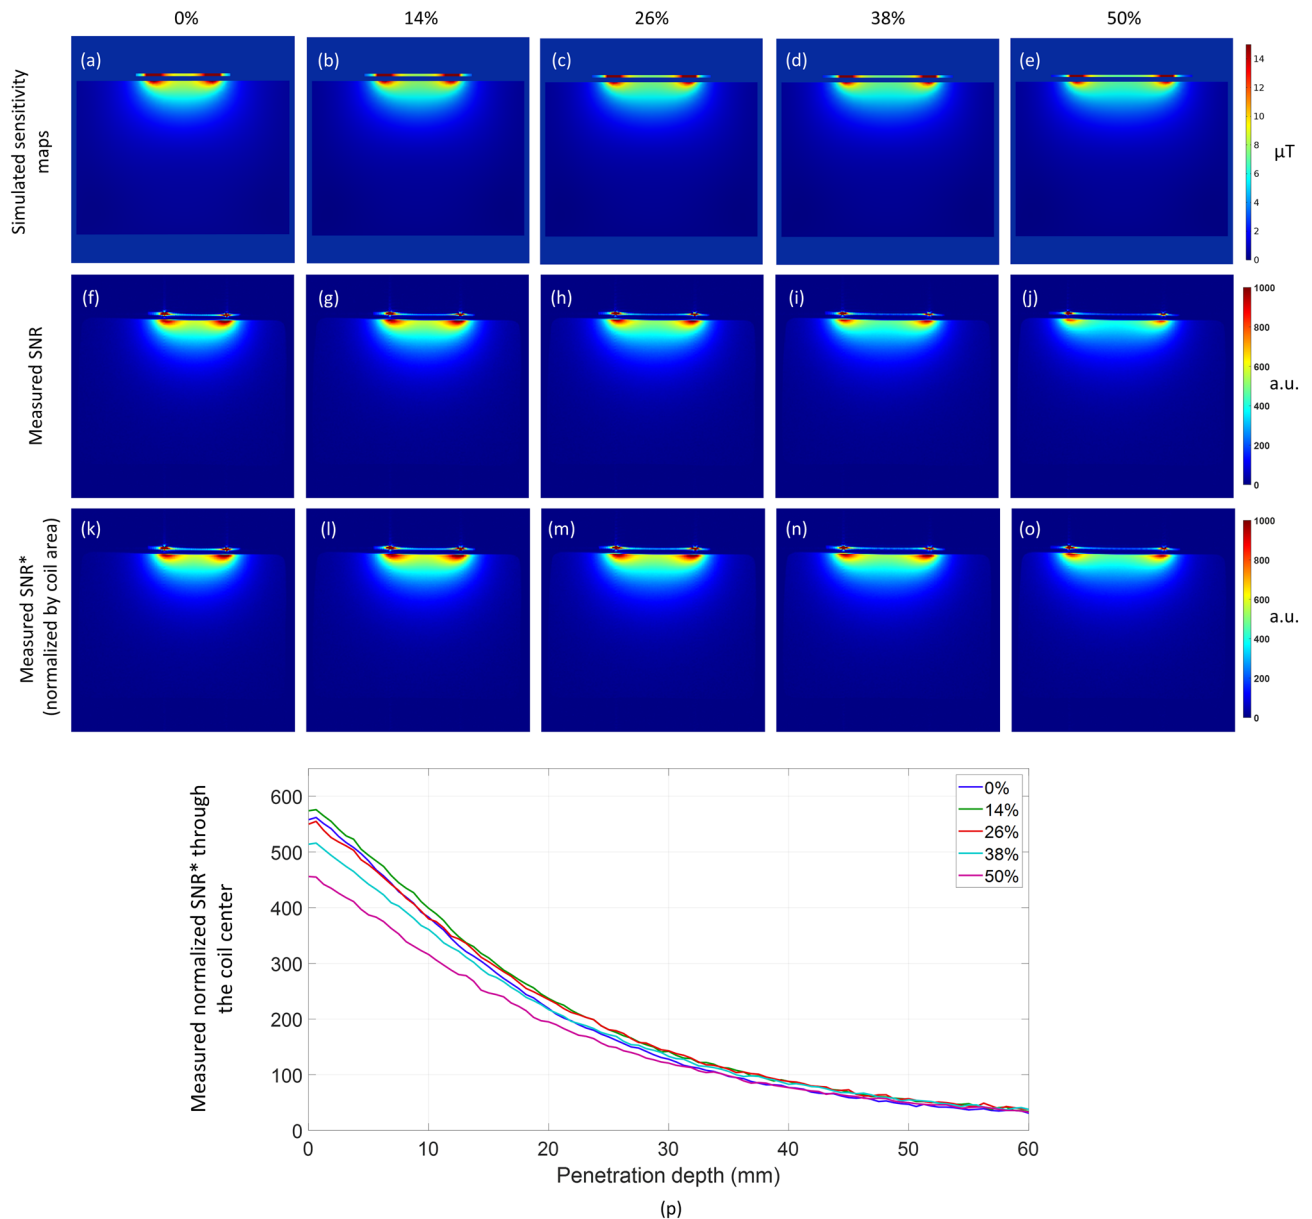 0% 14% 26% 38% 50%
Simulated sensitivity
maps
(a) (b) (c) (d) (e)
14
12
10
8
6
4
2
0
μT
Measured SNR
(f) (g) (h) (i) (j)
1000
800
600
400
200
0
a.u.
Measured SNR*
(normalized by coil area)
(k) (l) (m) (n) (o)
1000
800
600
400
200
0
a.u.
Measured normalized SNR* through
the coil center
600
500
400
300
200
100
0
0%
14%
26%
38%
50%
0 10 20 30 40 50 60
Penetration depth (mm)
(p)